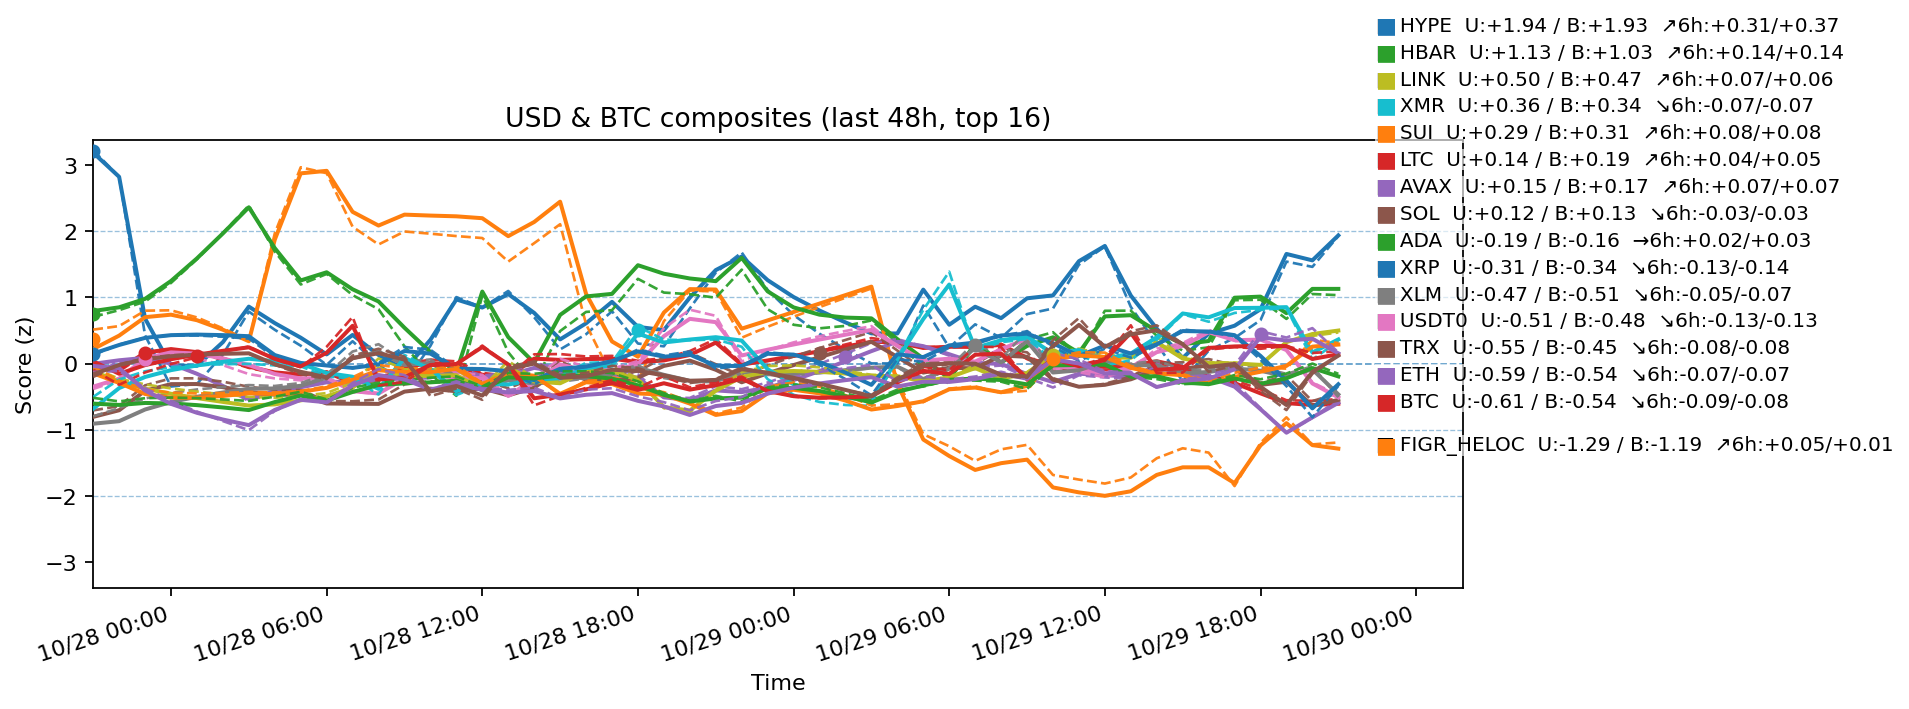 HYPE U:+1.94 / B:+1.93 ↗6h:+0.31/+0.37
HBAR U:+1.13 / B:+1.03 ↗6h:+0.14/+0.14
LINK U:+0.50 / B:+0.47 ↗6h:+0.07/+0.06
XMR U:+0.36 / B:+0.34 ↘6h:-0.07/-0.07
SUI U:+0.29 / B:+0.31 ↗6h:+0.08/+0.08
LTC U:+0.14 / B:+0.19 ↗6h:+0.04/+0.05
AVAX U:+0.15 / B:+0.17 ↗6h:+0.07/+0.07
SOL U:+0.12 / B:+0.13 ↘6h:-0.03/-0.03
ADA U:-0.19 / B:-0.16 →6h:+0.02/+0.03
XRP U:-0.31 / B:-0.34 ↘6h:-0.13/-0.14
XLM U:-0.47 / B:-0.51 ↘6h:-0.05/-0.07
USDT0 U:-0.51 / B:-0.48 ↘6h:-0.13/-0.13
TRX U:-0.55 / B:-0.45 ↘6h:-0.08/-0.08
ETH U:-0.59 / B:-0.54 ↘6h:-0.07/-0.07
BTC U:-0.61 / B:-0.54 ↘6h:-0.09/-0.08
FIGR_HELOC U:-1.29 / B:-1.19 ↗6h:+0.05/+0.01
USD & BTC composites (last 48h, top 16)
Score (z)
3
2
1
0
−1
−2
−3
10/28 00:00
10/28 06:00
10/28 12:00
10/28 18:00
10/29 00:00
10/29 06:00
10/29 12:00
10/29 18:00
10/30 00:00
Time